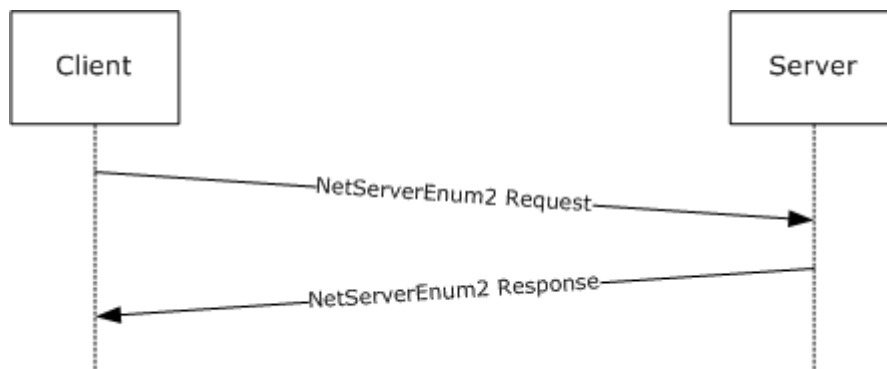 Client
Server
NetServerEnum2 Request
NetServerEnum2 Response